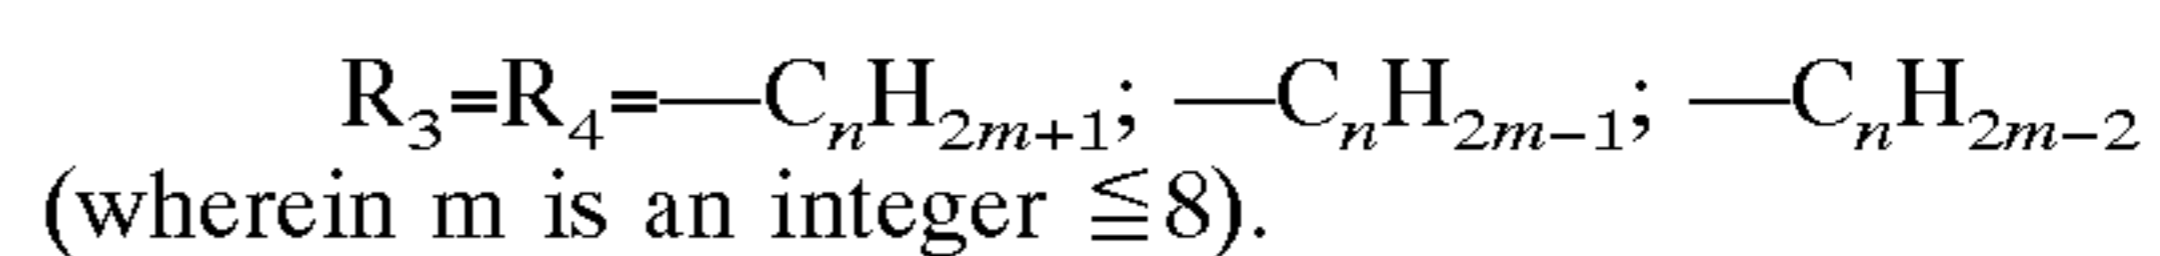 R₃=R₄=—CₙH₂ₘ₊₁; —CₙH₂ₘ₋₁; —CₙH₂ₘ₋₂
(wherein m is an integer ≦8).